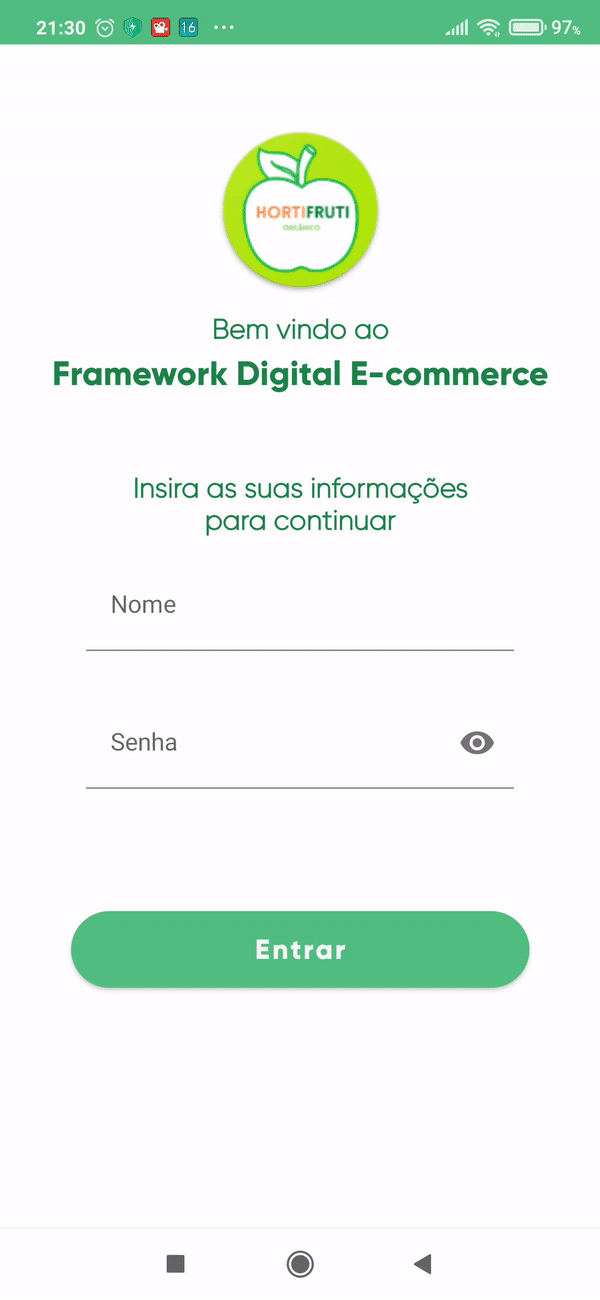 21:30 16 ... 97%
HORTIFRUTI
ORGÂNICO
Bem vindo ao
Framework Digital E-commerce
Insira as suas informações
para continuar
Nome
Senha
Entrar